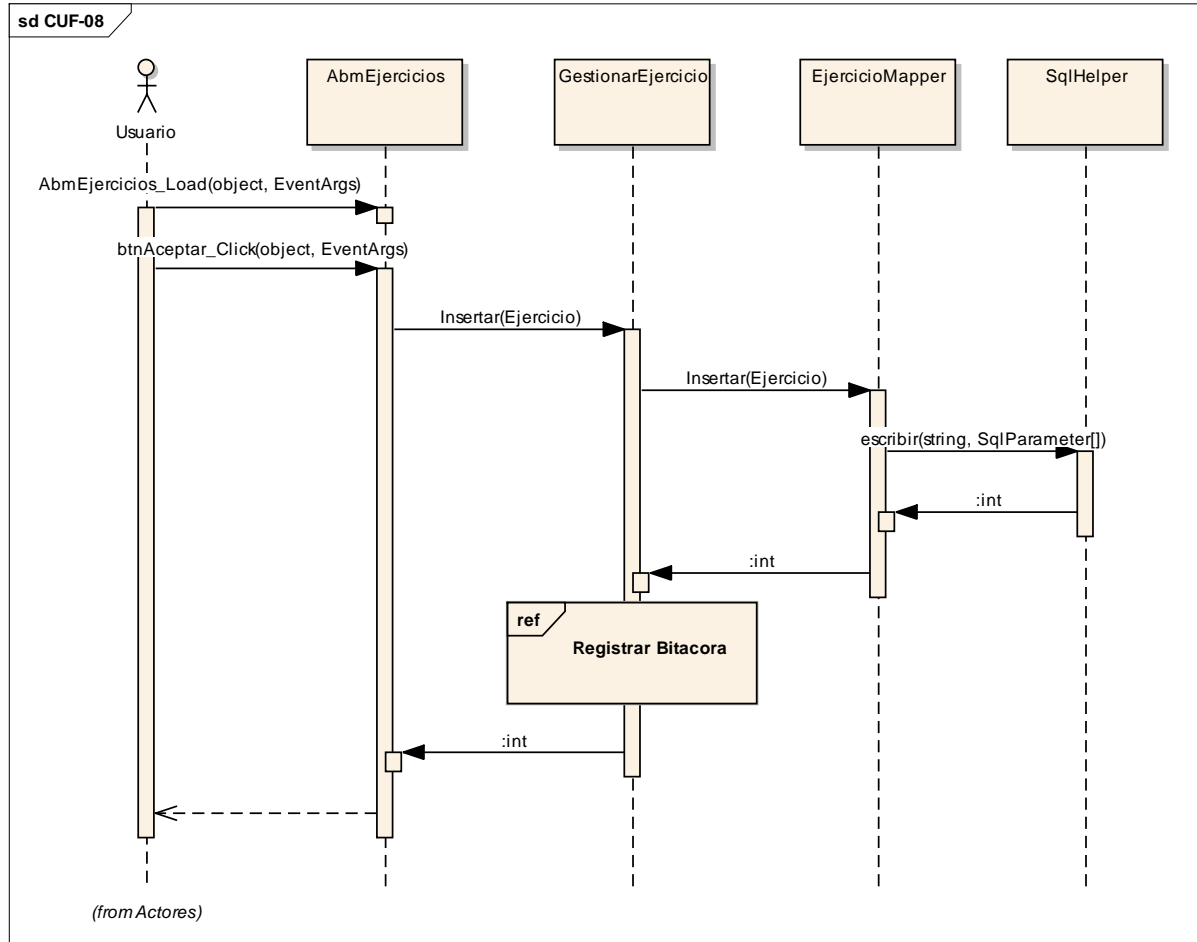 sd CUF-08
Usuario
AbmEjercicios
GestionarEjercicio
EjercicioMapper
SqlHelper
AbmEjercicios_Load(object, EventArgs)
btnAceptar_Click(object, EventArgs)
Insertar(Ejercicio)
Insertar(Ejercicio)
escribir(string, SqlParameter[])
:int
:int
ref
Registrar Bitacora
:int
(from Actores)